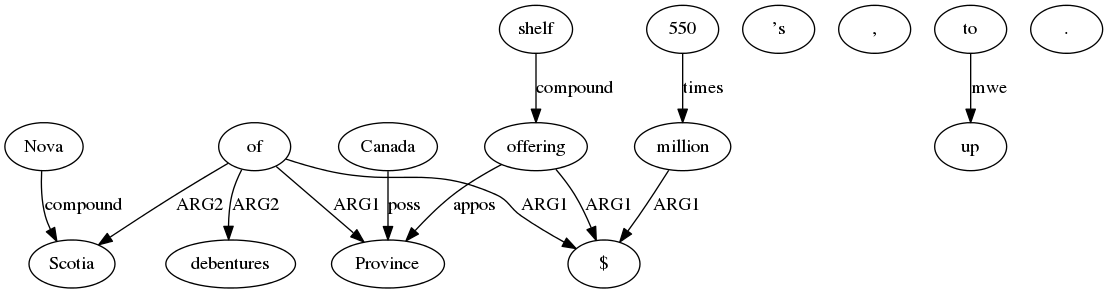 shelf 550 ’s , to .
compound times mwe
Nova of Canada offering million up
compound ARG2 ARG2 ARG1 poss appos ARG1 ARG1 ARG1
Scotia debentures Province $